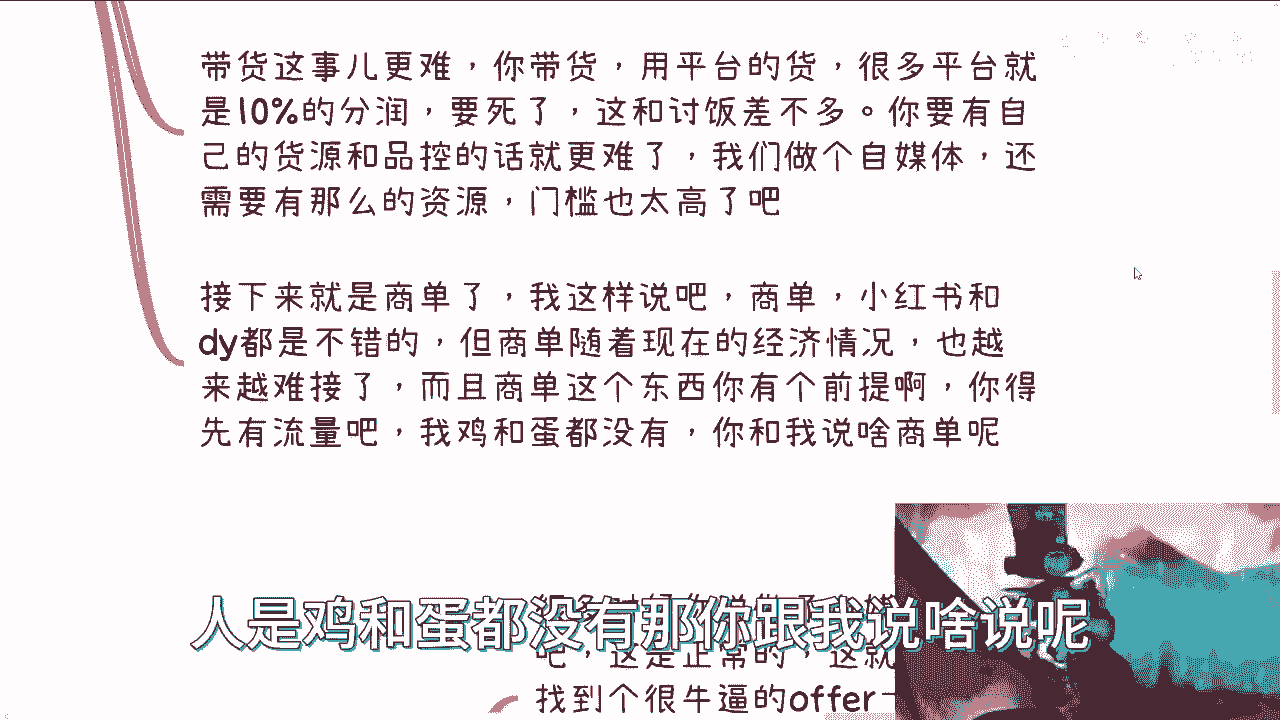 带货这事儿更难，你带货，用平台的货，很多平台就
是10%的分润，要死了，这和讨饭差不多。你要有自
己的货源和品控的话就更难了，我们做个自媒体，还
需要有那么的资源，门槛也太高了吧
接下来就是商单了，我这样说吧，商单，小红书和
dy都是不错的，但商单随着现在的经济情况，也越
来越难接了，而且商单这个东西你有个前提啊，你得
先有流量吧，我鸡和蛋都没有，你和我说啥商单呢
人是鸡和蛋都没有那你跟我说啥说呢
吧，这是正常的，这就
找到个很牛逼的offer一